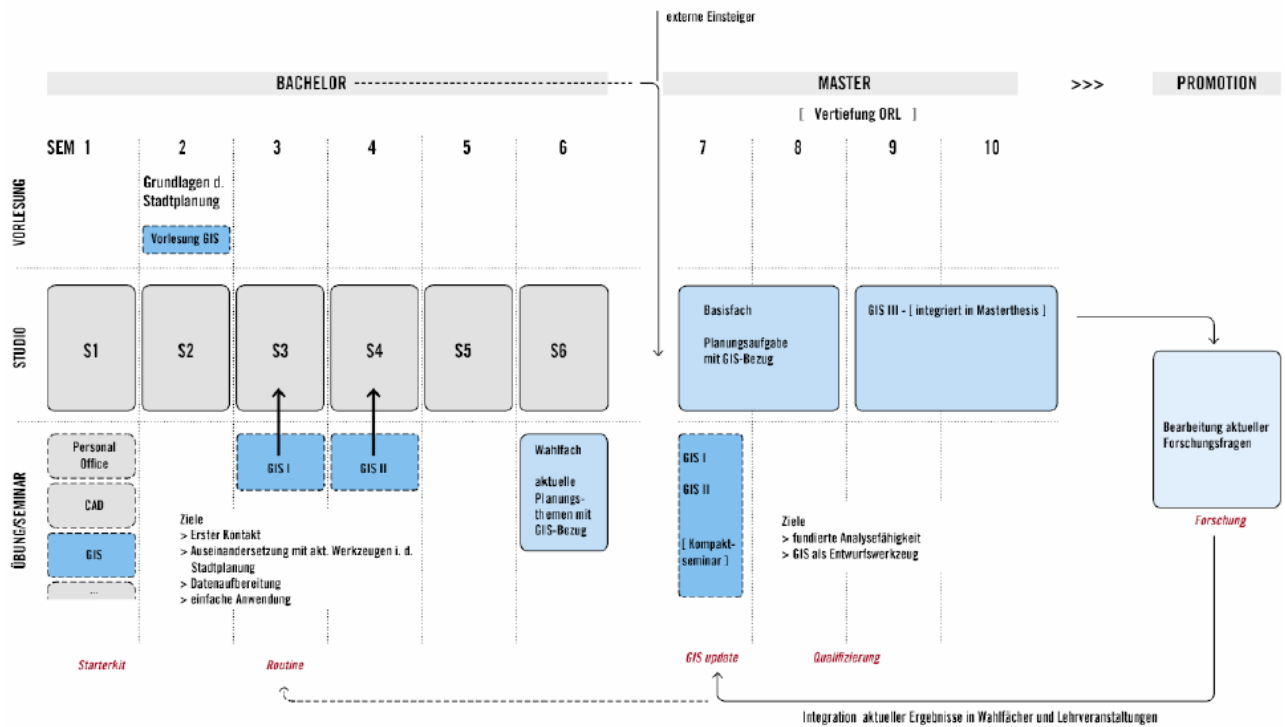 externe Einsteiger
BACHELOR
MASTER
>>>
PROMOTION
[ Vertiefung ORL ]
SEM 1
2
3
4
5
6
7
8
9
10
VORLESUNG
Grundlagen d.
Stadtplanung
Vorlesung GIS
STUDIO
S1
S2
S3
S4
S5
S6
Basisfach
Planungsaufgabe
mit GIS-Bezug
GIS III - [ integriert in Masterthesis ]
Bearbeitung aktueller
Forschungsfragen
Forschung
ÜBUNG/SEMINAR
Personal
Office
CAD
GIS
...
GIS I
GIS II
Ziele
> Erster Kontakt
> Auseinandersetzung mit akt. Werkzeugen i. d.
Stadtplanung
> Datenaufbereitung
> einfache Anwendung
Wahlfach
aktuelle
Planungs-
themen mit
GIS-Bezug
GIS I
GIS II
[ Kompakt-
seminar ]
Ziele
> fundierte Analysefähigkeit
> GIS als Entwurfswerkzeug
Starterkit
Routine
GIS update
Qualifizierung
Integration aktueller Ergebnisse in Wahlfächer und Lehrveranstaltungen